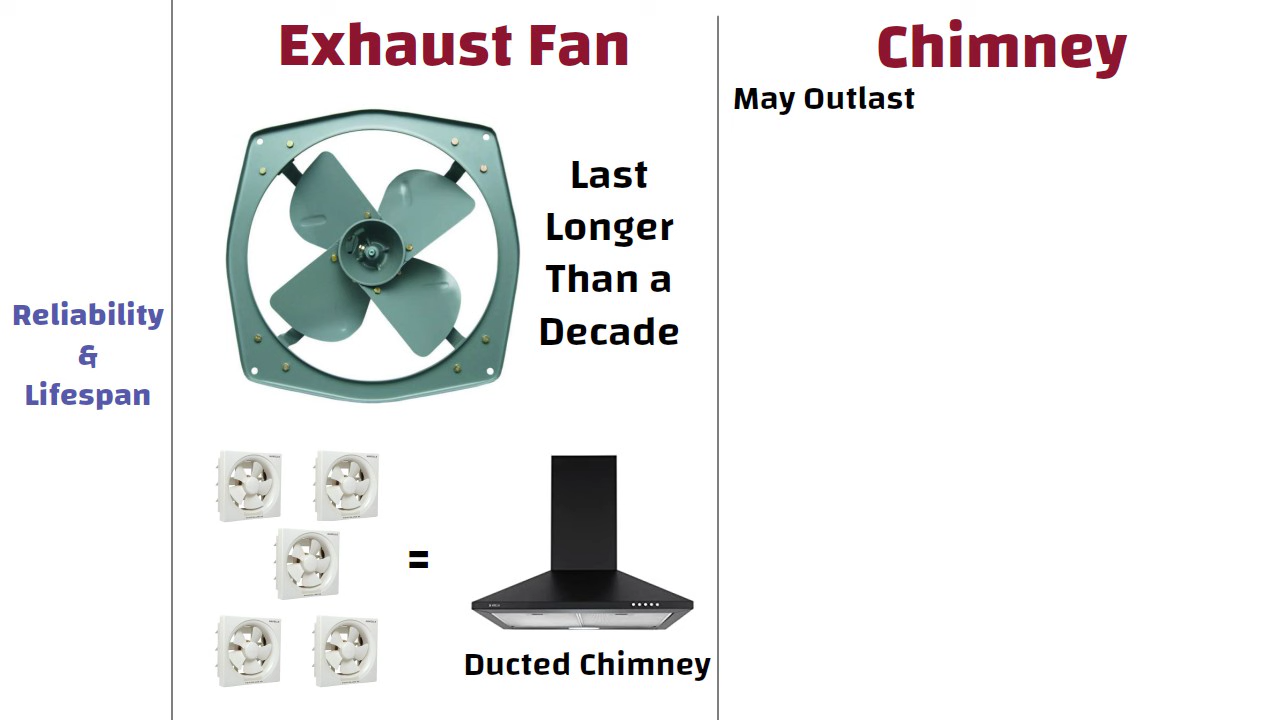 Exhaust Fan
Chimney
May Outlast
Last
Longer
Than a
Decade
Reliability
&
Lifespan
=
Ducted Chimney